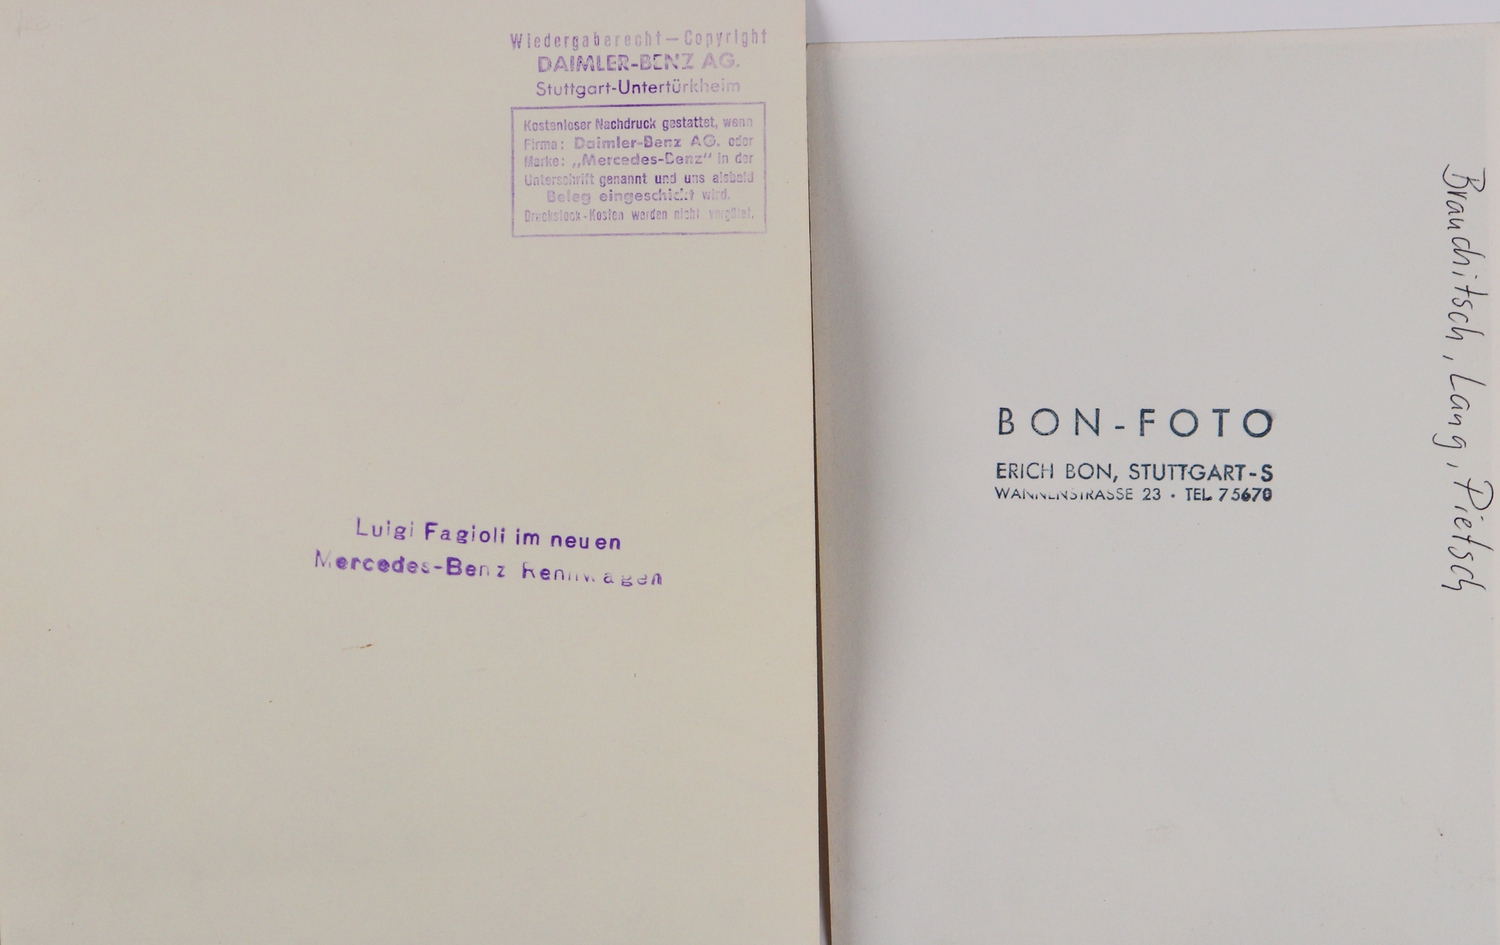 Wiedergaberecht — Copyright
DAIMLER-BENZ AG.
Stuttgart-Untertürkheim
Kostenloser Nachdruck gestattet, wenn
Firma: Daimler-Benz AG. oder
Marke: „Mercedes-Benz" in der
Unterschrift genannt und uns alsbald
Beleg eingeschickt wird.
Druckstock-Kosten werden nicht vergütet.
Luigi Fagioli im neuen
Mercedes-Benz Rennwagen
BON-FOTO
ERICH BON, STUTTGART-S
WANNENSTRASSE 23 · TEL 75670
Brauchitsch, Lang, Pietsch